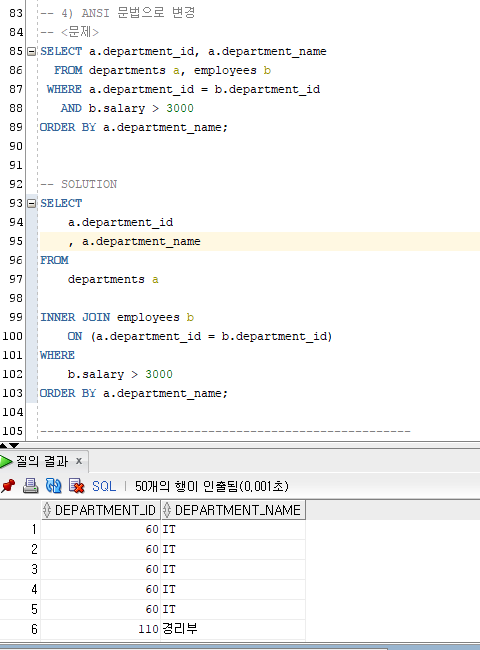 83 -- 4) ANSI 문법으로 변경
84 -- <문제>
85 SELECT a.department_id, a.department_name
86 FROM departments a, employees b
87 WHERE a.department_id = b.department_id
88 AND b.salary > 3000
89 ORDER BY a.department_name;
90
91
92 -- SOLUTION
93 SELECT
94 a.department_id
95 , a.department_name
96 FROM
97 departments a
98
99 INNER JOIN employees b
100 ON (a.department_id = b.department_id)
101 WHERE
102 b.salary > 3000
103 ORDER BY a.department_name;
104
105 -----------------------------------------------------
질의 결과 x
SQL | 50개의 행이 인출됨(0,001초)
DEPARTMENT_ID DEPARTMENT_NAME
1 60 IT
2 60 IT
3 60 IT
4 60 IT
5 60 IT
6 110 경리부